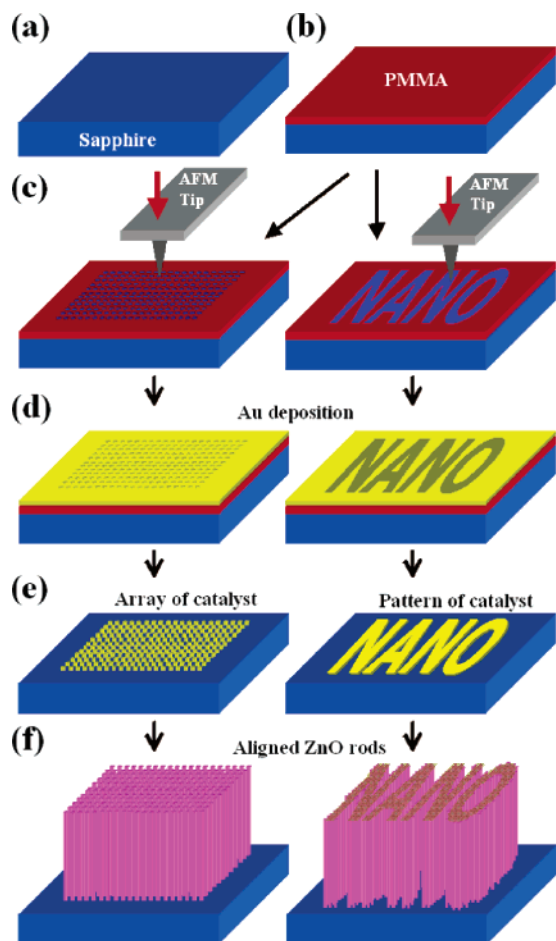 (a)
(b)
PMMA
Sapphire
(c)
AFM
Tip
AFM
Tip
NANO
(d)
Au deposition
NANO
(e)
Array of catalyst
Pattern of catalyst
NANO
(f)
Aligned ZnO rods
NANO